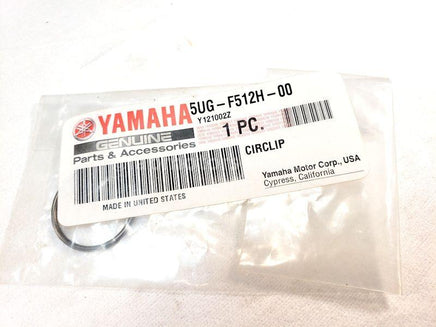 YAMAHA
5UG-F512H-00
Y121002Z
GENUINE
1 PC.
Parts & Accessories
CIRCLIP
Yamaha Motor Corp., USA
Cypress, California
MADE IN UNITED STATES